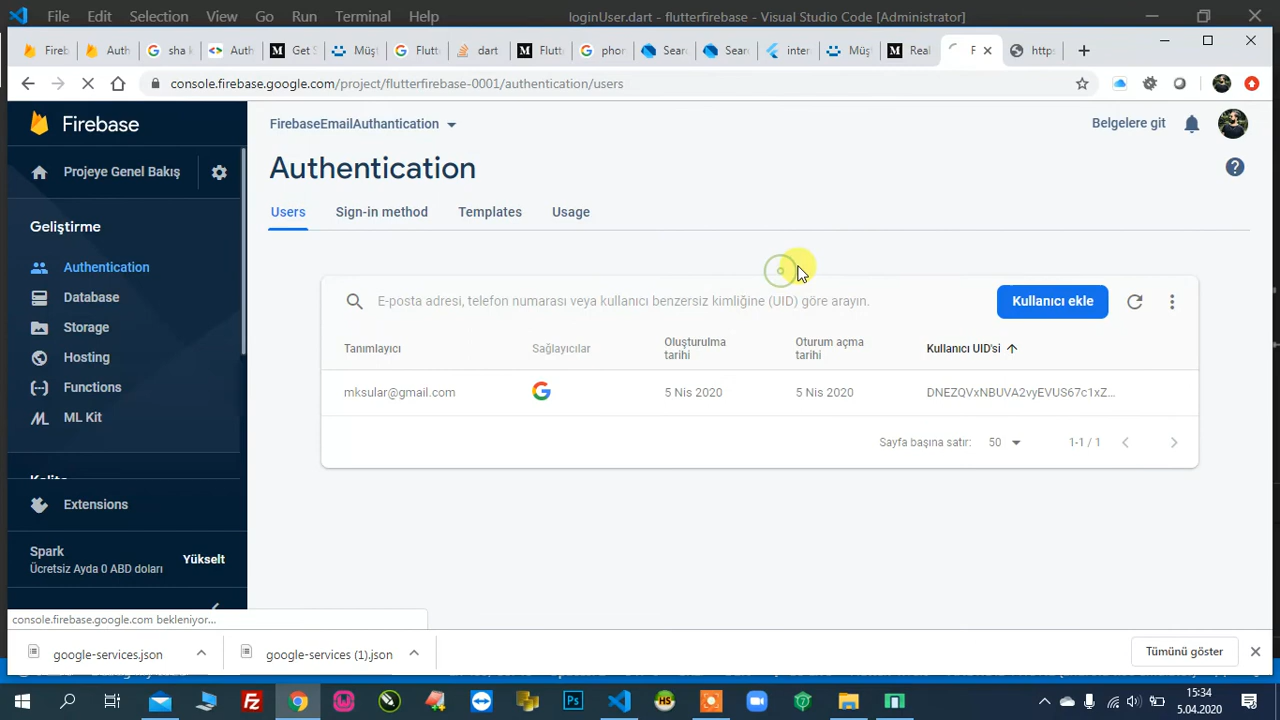 File Edit Selection View Go Run Terminal Help loginUser.dart - flutterfirebase - Visual Studio Code [Administrator]
Fireb Auth sha k Auth Get S Müşt Flutt dart Flutt phor Sear Sear inter Müşt Real F https
console.firebase.google.com/project/flutterfirebase-0001/authentication/users
Firebase
FirebaseEmailAuthantication
Belgelere git
Projeye Genel Bakış
Authentication
Users Sign-in method Templates Usage
Geliştirme
Authentication
Database
Storage
Hosting
Functions
ML Kit
Kalite
Extensions
Spark
Ücretsiz Ayda 0 ABD doları
Yükselt
E-posta adresi, telefon numarası veya kullanıcı benzersiz kimliğine (UID) göre arayın.
Kullanıcı ekle
Tanımlayıcı Sağlayıcılar Oluşturulma tarihi Oturum açma tarihi Kullanıcı UID'si
mksular@gmail.com 5 Nis 2020 5 Nis 2020 DNEZQVxNBUVA2vyEVUS67c1xZ...
Sayfa başına satır: 50 1-1 / 1
console.firebase.google.com bekleniyor...
google-services.json google-services (1).json Tümünü göster
15:34
5.04.2020